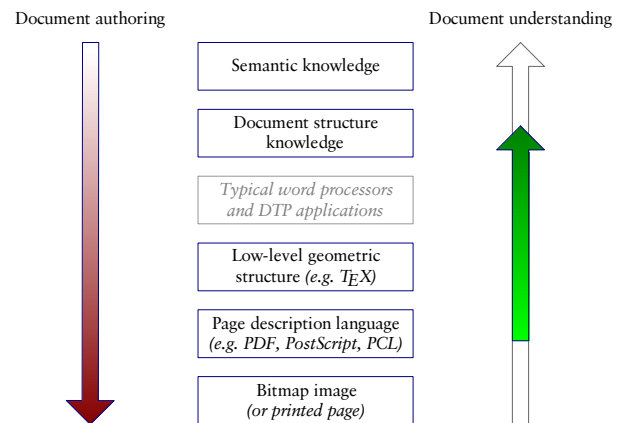 Document authoring
Document understanding
Semantic knowledge
Document structure
knowledge
Typical word processors
and DTP applications
Low-level geometric
structure (e.g. TEX)
Page description language
(e.g. PDF, PostScript, PCL)
Bitmap image
(or printed page)